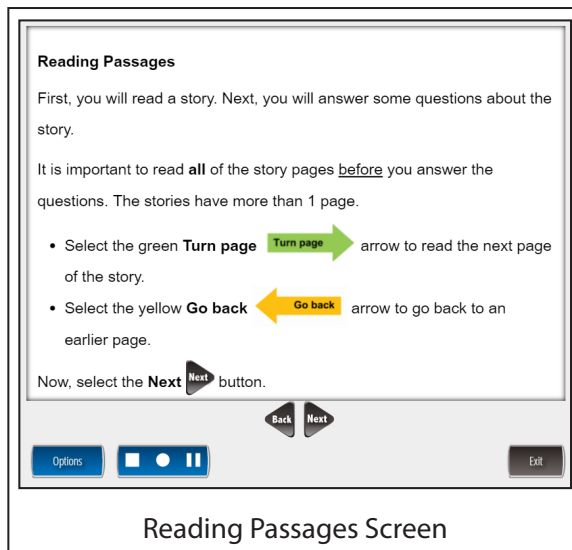 Reading Passages
First, you will read a story. Next, you will answer some questions about the
story.
It is important to read all of the story pages before you answer the
questions. The stories have more than 1 page.
• Select the green Turn page Turn page arrow to read the next page
of the story.
• Select the yellow Go back Go back arrow to go back to an
earlier page.
Now, select the Next Next button.
Back Next
Options Exit
Reading Passages Screen